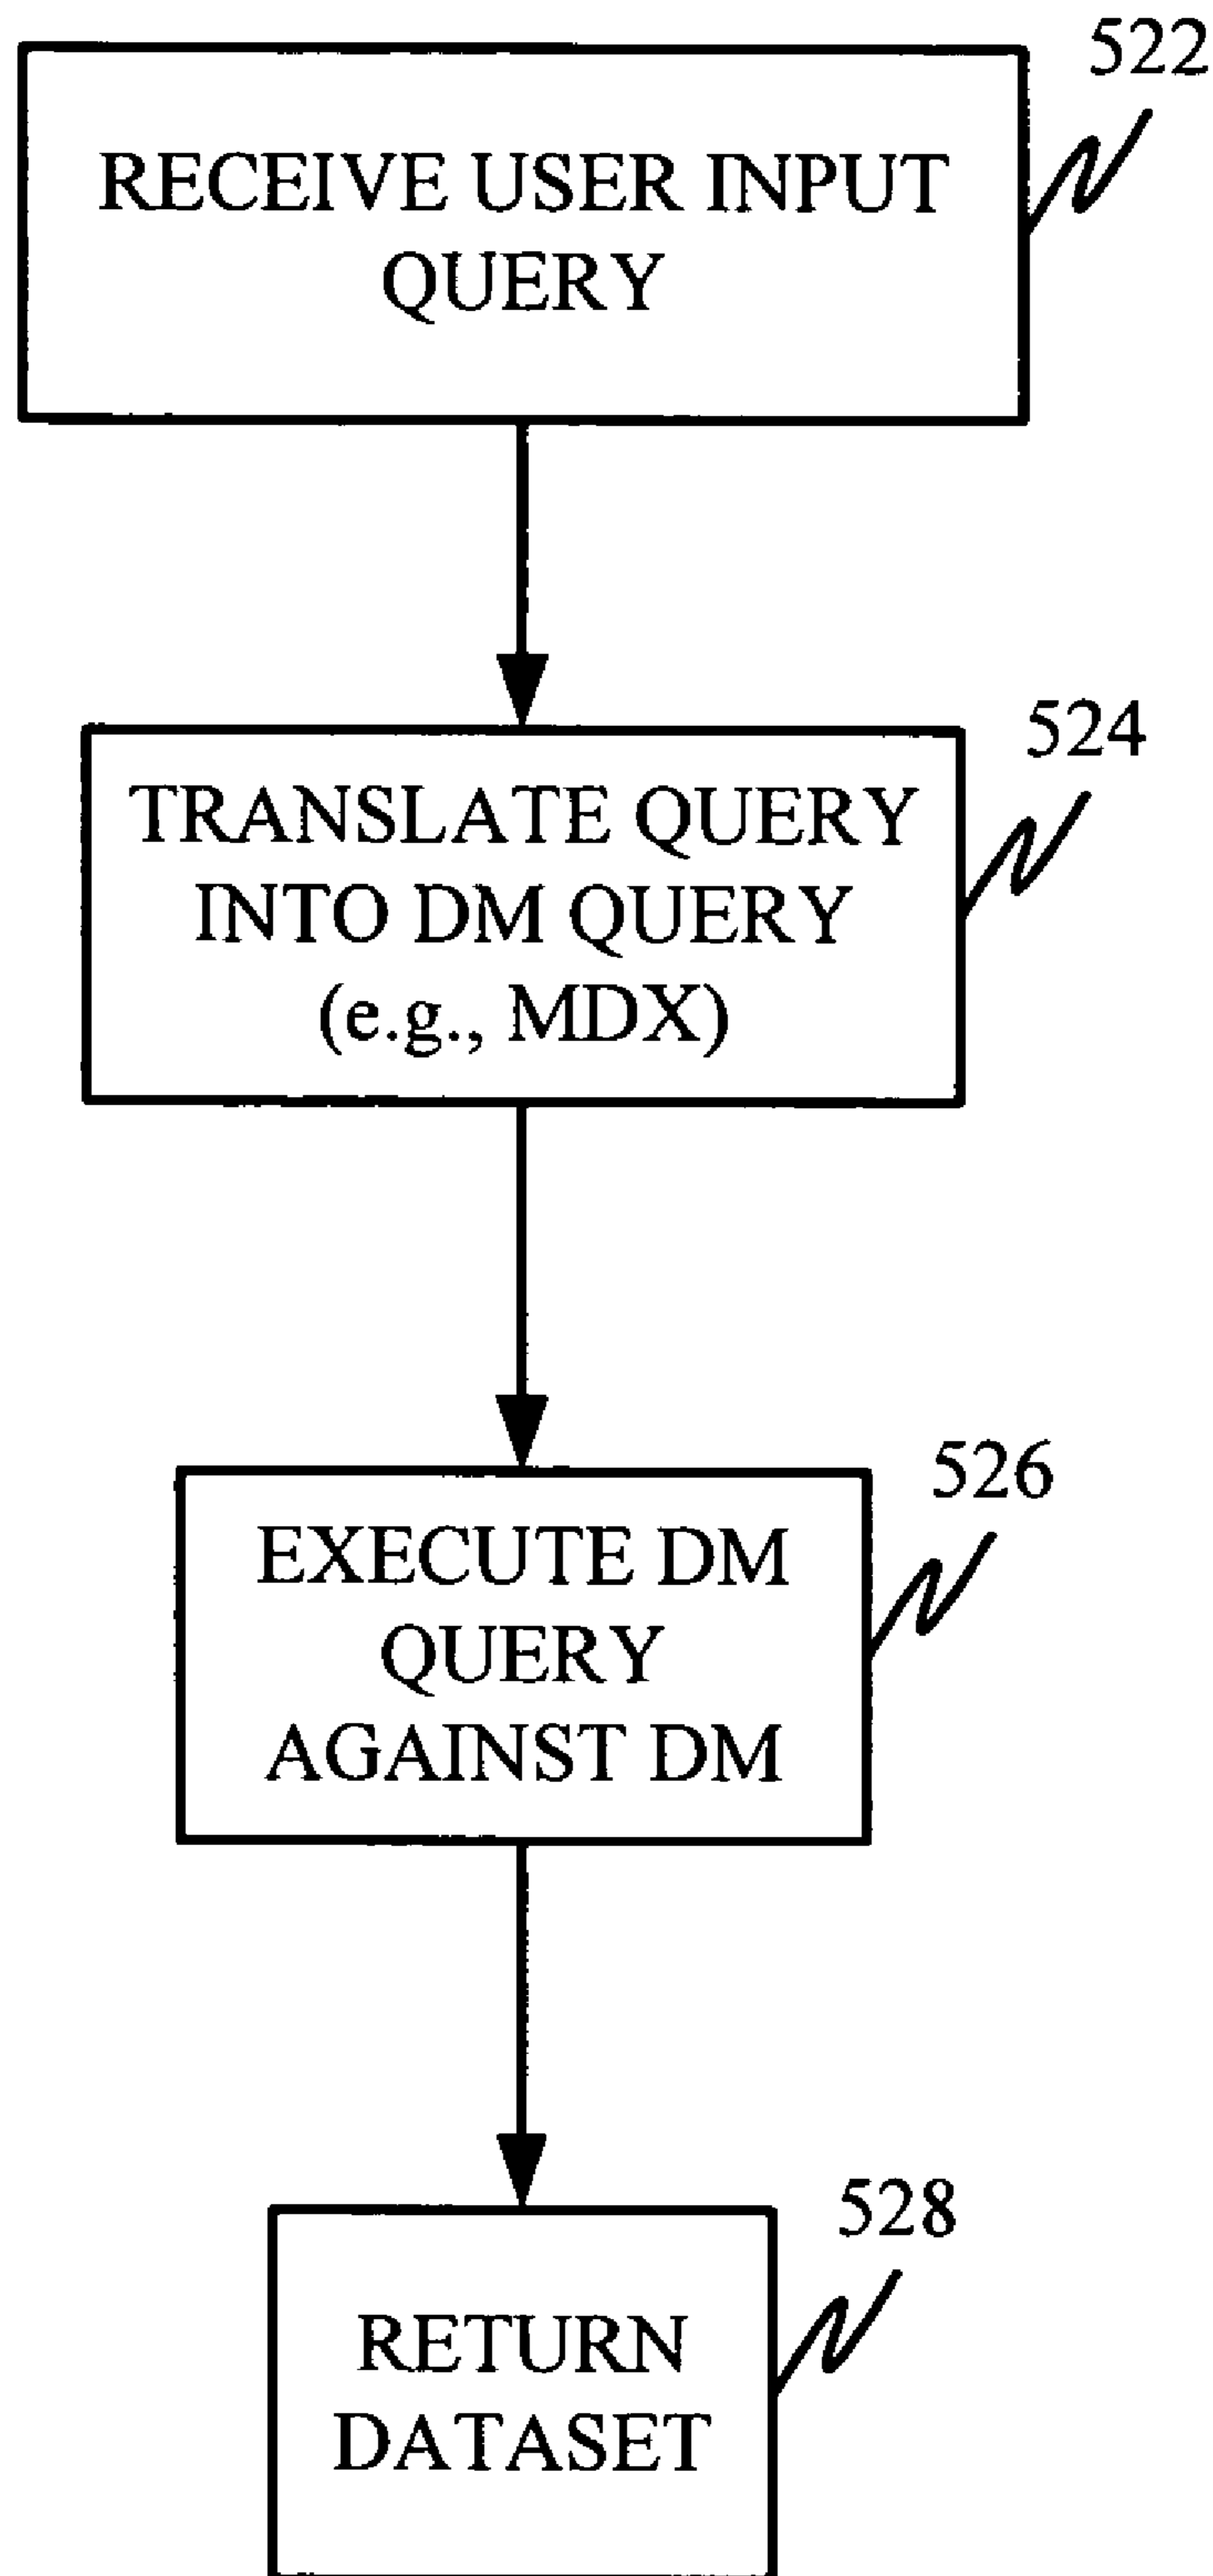 522
RECEIVE USER INPUT
QUERY
524
TRANSLATE QUERY
INTO DM QUERY
(e.g., MDX)
526
EXECUTE DM
QUERY
AGAINST DM
528
RETURN
DATASET